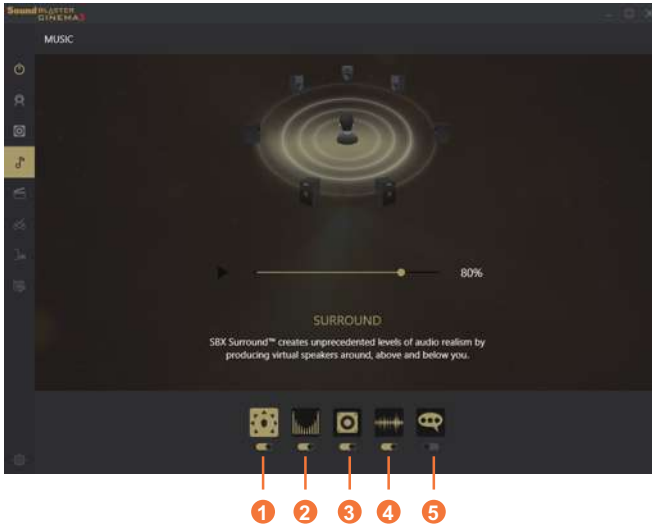 Sound BLASTER
CINEMA3
MUSIC
80%
SURROUND
SBX Surround™ creates unprecedented levels of audio realism by
producing virtual speakers around, above and below you.
1 2 3 4 5